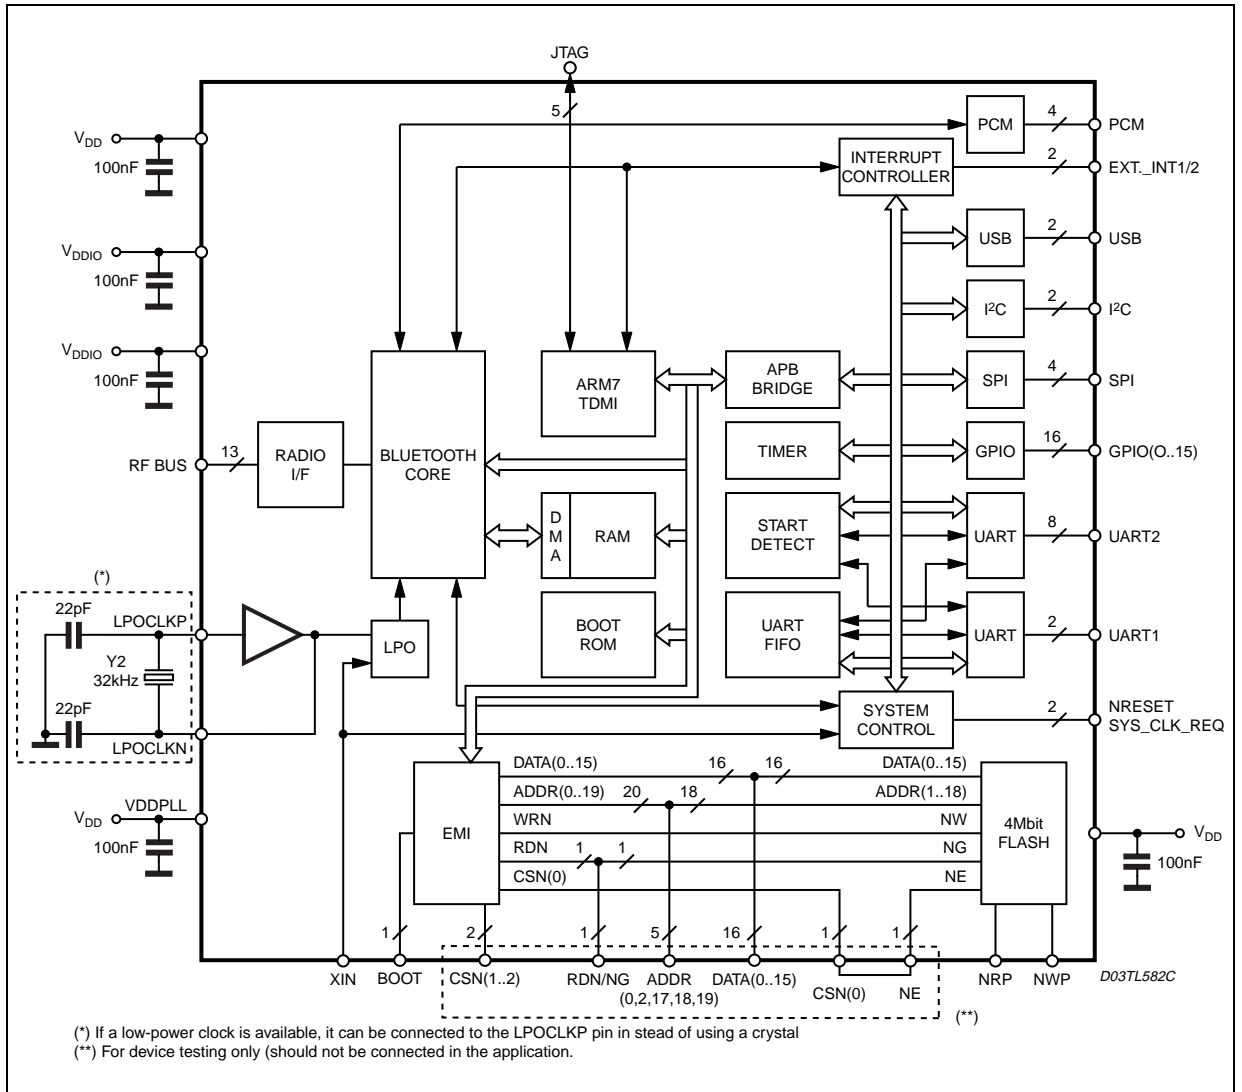 JTAG
5
PCM
4
PCM
VDD
100nF
INTERRUPT
CONTROLLER
2
EXT._INT1/2
USB
2
USB
VDDIO
100nF
I2C
2
I2C
VDDIO
100nF
ARM7
TDMI
APB
BRIDGE
SPI
4
SPI
RF BUS
13
RADIO
I/F
BLUETOOTH
CORE
TIMER
GPIO
16
GPIO(O..15)
D
M
A
RAM
START
DETECT
UART
8
UART2
(*)
22pF
LPOCLKP
Y2
32kHz
22pF
LPOCLKN
LPO
BOOT
ROM
UART
FIFO
UART
2
UART1
SYSTEM
CONTROL
2
NRESET
SYS_CLK_REQ
DATA(0..15)
16
16
DATA(0..15)
ADDR(0..19)
20
18
ADDR(1..18)
VDD
VDDPLL
100nF
EMI
WRN
NW
4Mbit
FLASH
VDD
100nF
RDN
1
1
NG
CSN(0)
NE
1
2
1
5
16
1
1
XIN
BOOT
CSN(1..2)
RDN/NG
ADDR
(0,2,17,18,19)
DATA(0..15)
CSN(0)
NE
NRP
NWP
D03TL582C
(**)
(*) If a low-power clock is available, it can be connected to the LPOCLKP pin in stead of using a crystal
(**) For device testing only (should not be connected in the application.